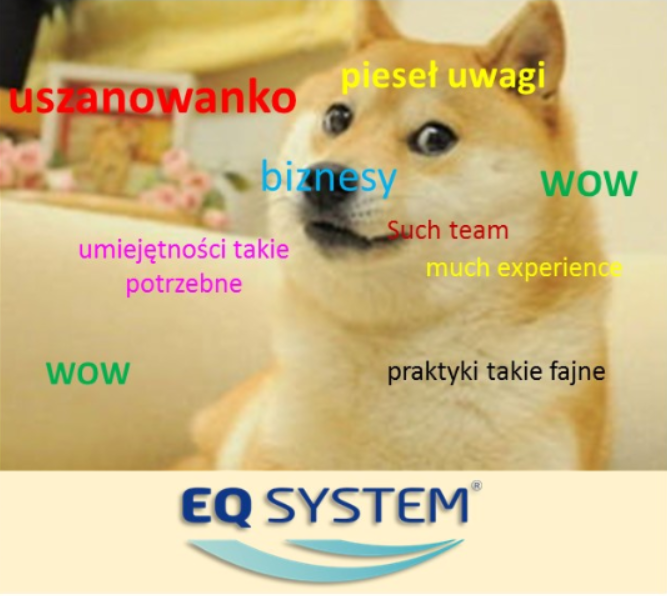 pieseł uwagi
uszanowanko
biznesy
wow
Such team
umiejętności takie
potrzebne
much experience
wow
praktyki takie fajne
EQ SYSTEM®